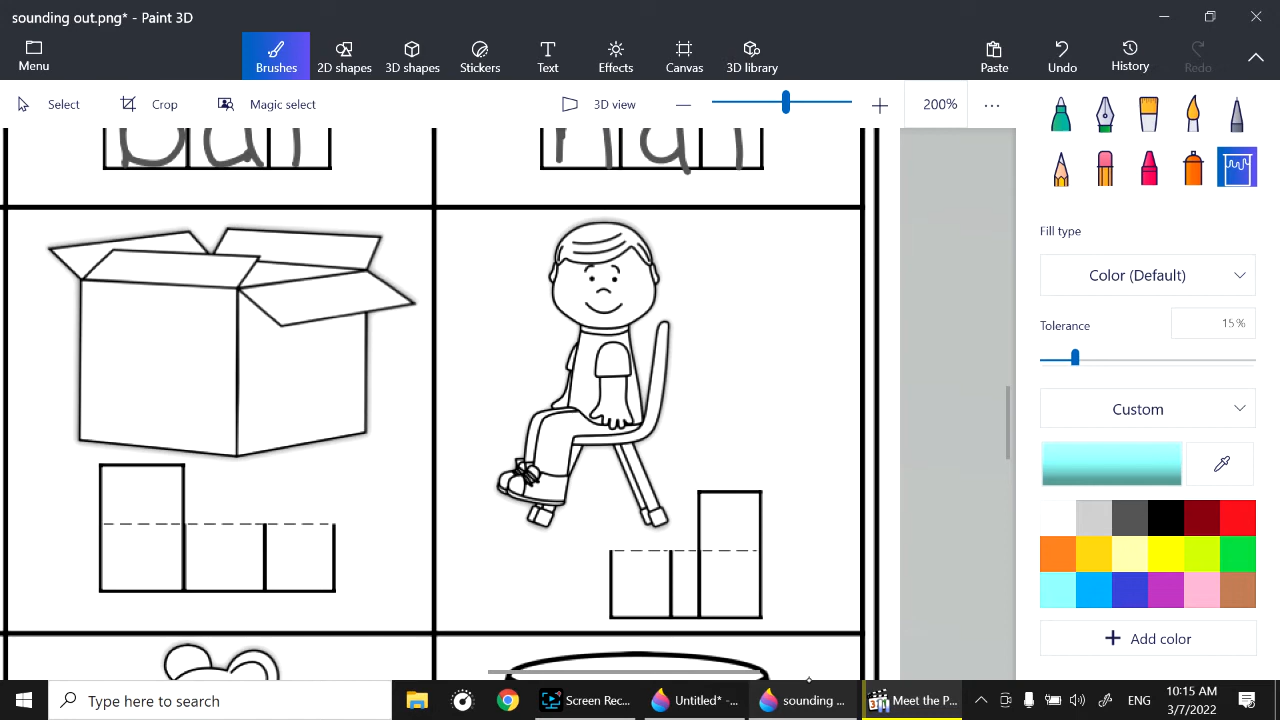 sounding out.png* - Paint 3D
Menu
Brushes
2D shapes
3D shapes
Stickers
Text
Effects
Canvas
3D library
Paste
Undo
History
Redo
Select
Crop
Magic select
3D view
200%
Fill type
Color (Default)
Tolerance
15%
Custom
Add color
Type here to search
Screen Rec...
Untitled* -...
sounding ...
Meet the P...
ENG
10:15 AM
3/7/2022